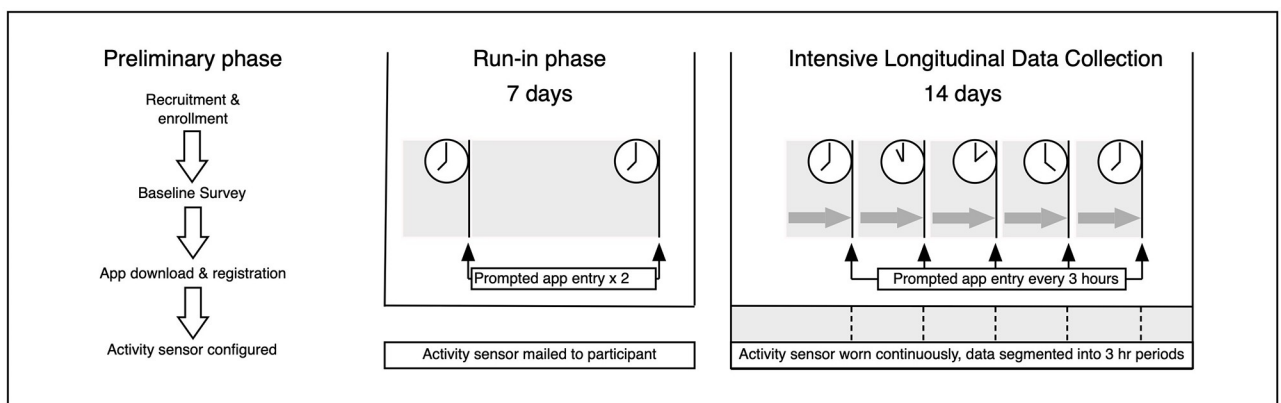 Preliminary phase
Recruitment &
enrollment
Baseline Survey
App download & registration
Activity sensor configured
Run-in phase
7 days
Prompted app entry x 2
Activity sensor mailed to participant
Intensive Longitudinal Data Collection
14 days
Prompted app entry every 3 hours
Activity sensor worn continuously, data segmented into 3 hr periods